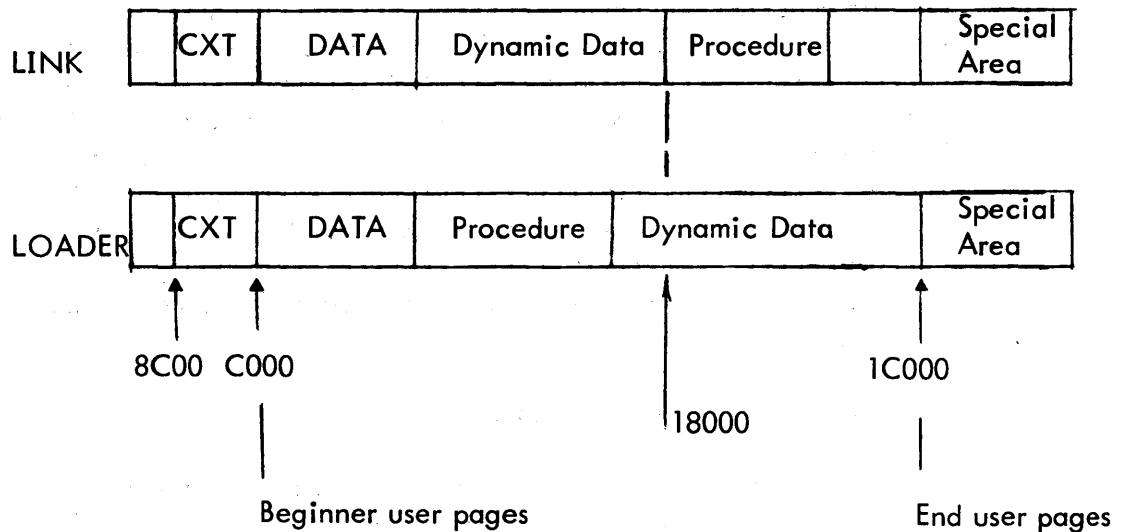 LINK CXT DATA Dynamic Data Procedure Special Area
LOADER CXT DATA Procedure Dynamic Data Special Area
8C00 C000 1C000
18000
Beginner user pages End user pages